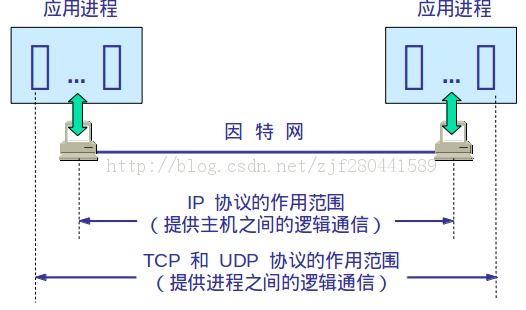 应用进程
应用进程
...
...
因 特 网
http://blog.csdn.net/zjf280441589
IP 协议的作用范围
（提供主机之间的逻辑通信）
TCP 和 UDP 协议的作用范围
（提供进程之间的逻辑通信）